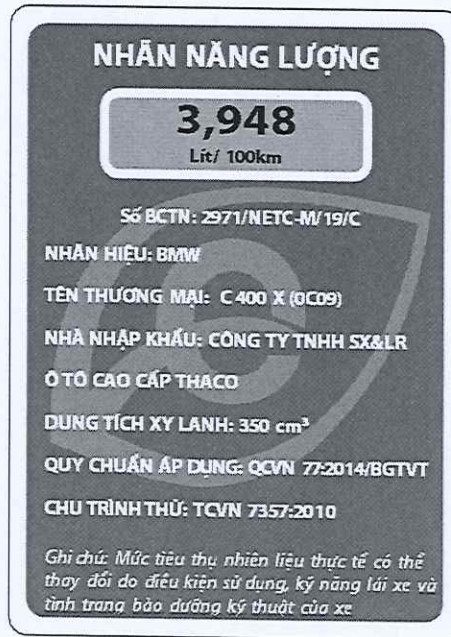 NHÃN NĂNG LƯỢNG
3,948
Lít/ 100km
Số BCTN: 2971/NETC-M/19/C
NHÃN HIỆU: BMW
TÊN THƯƠNG MẠI: C 400 X (0C09)
NHÀ NHẬP KHẨU: CÔNG TY TNHH SX&LR
Ô TÔ CAO CẤP THACO
DUNG TÍCH XY LANH: 350 cm³
QUY CHUẨN ÁP DỤNG: QCVN 77:2014/BGTVT
CHU TRÌNH THỬ: TCVN 7357:2010
Ghi chú: Mức tiêu thụ nhiên liệu thực tế có thể
thay đổi do điều kiện sử dụng, kỹ năng lái xe và
tình trạng bảo dưỡng kỹ thuật của xe